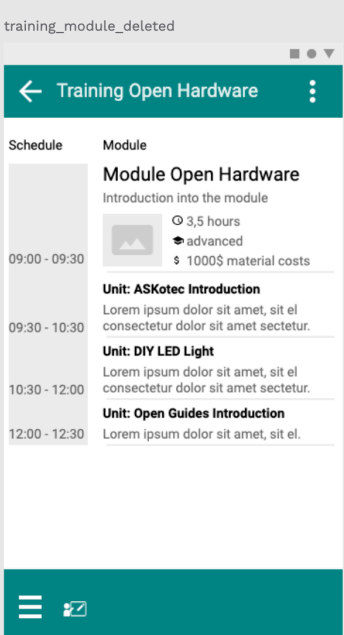 training_module_deleted
Training Open Hardware
Schedule
Module
Module Open Hardware
Introduction into the module
3,5 hours
advanced
$ 1000$ material costs
09:00 - 09:30
Unit: ASKotec Introduction
Lorem ipsum dolor sit amet, sit el
consectetur dolor sit amet sectetur.
09:30 - 10:30
Unit: DIY LED Light
Lorem ipsum dolor sit amet, sit el
consectetur dolor sit amet sectetur.
10:30 - 12:00
Unit: Open Guides Introduction
Lorem ipsum dolor sit amet, sit el.
12:00 - 12:30